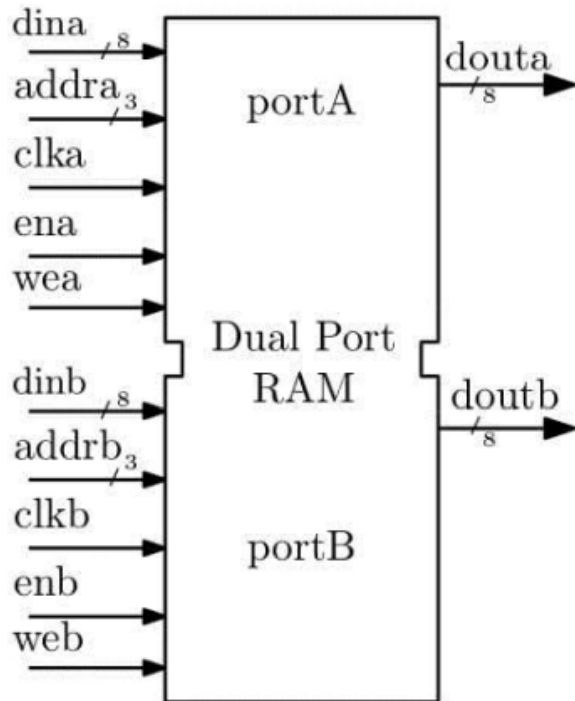 dina
8
douta
8
addra
3
portA
clka
ena
wea
Dual Port
RAM
dinb
8
doutb
8
addrb
3
clkb
portB
enb
web